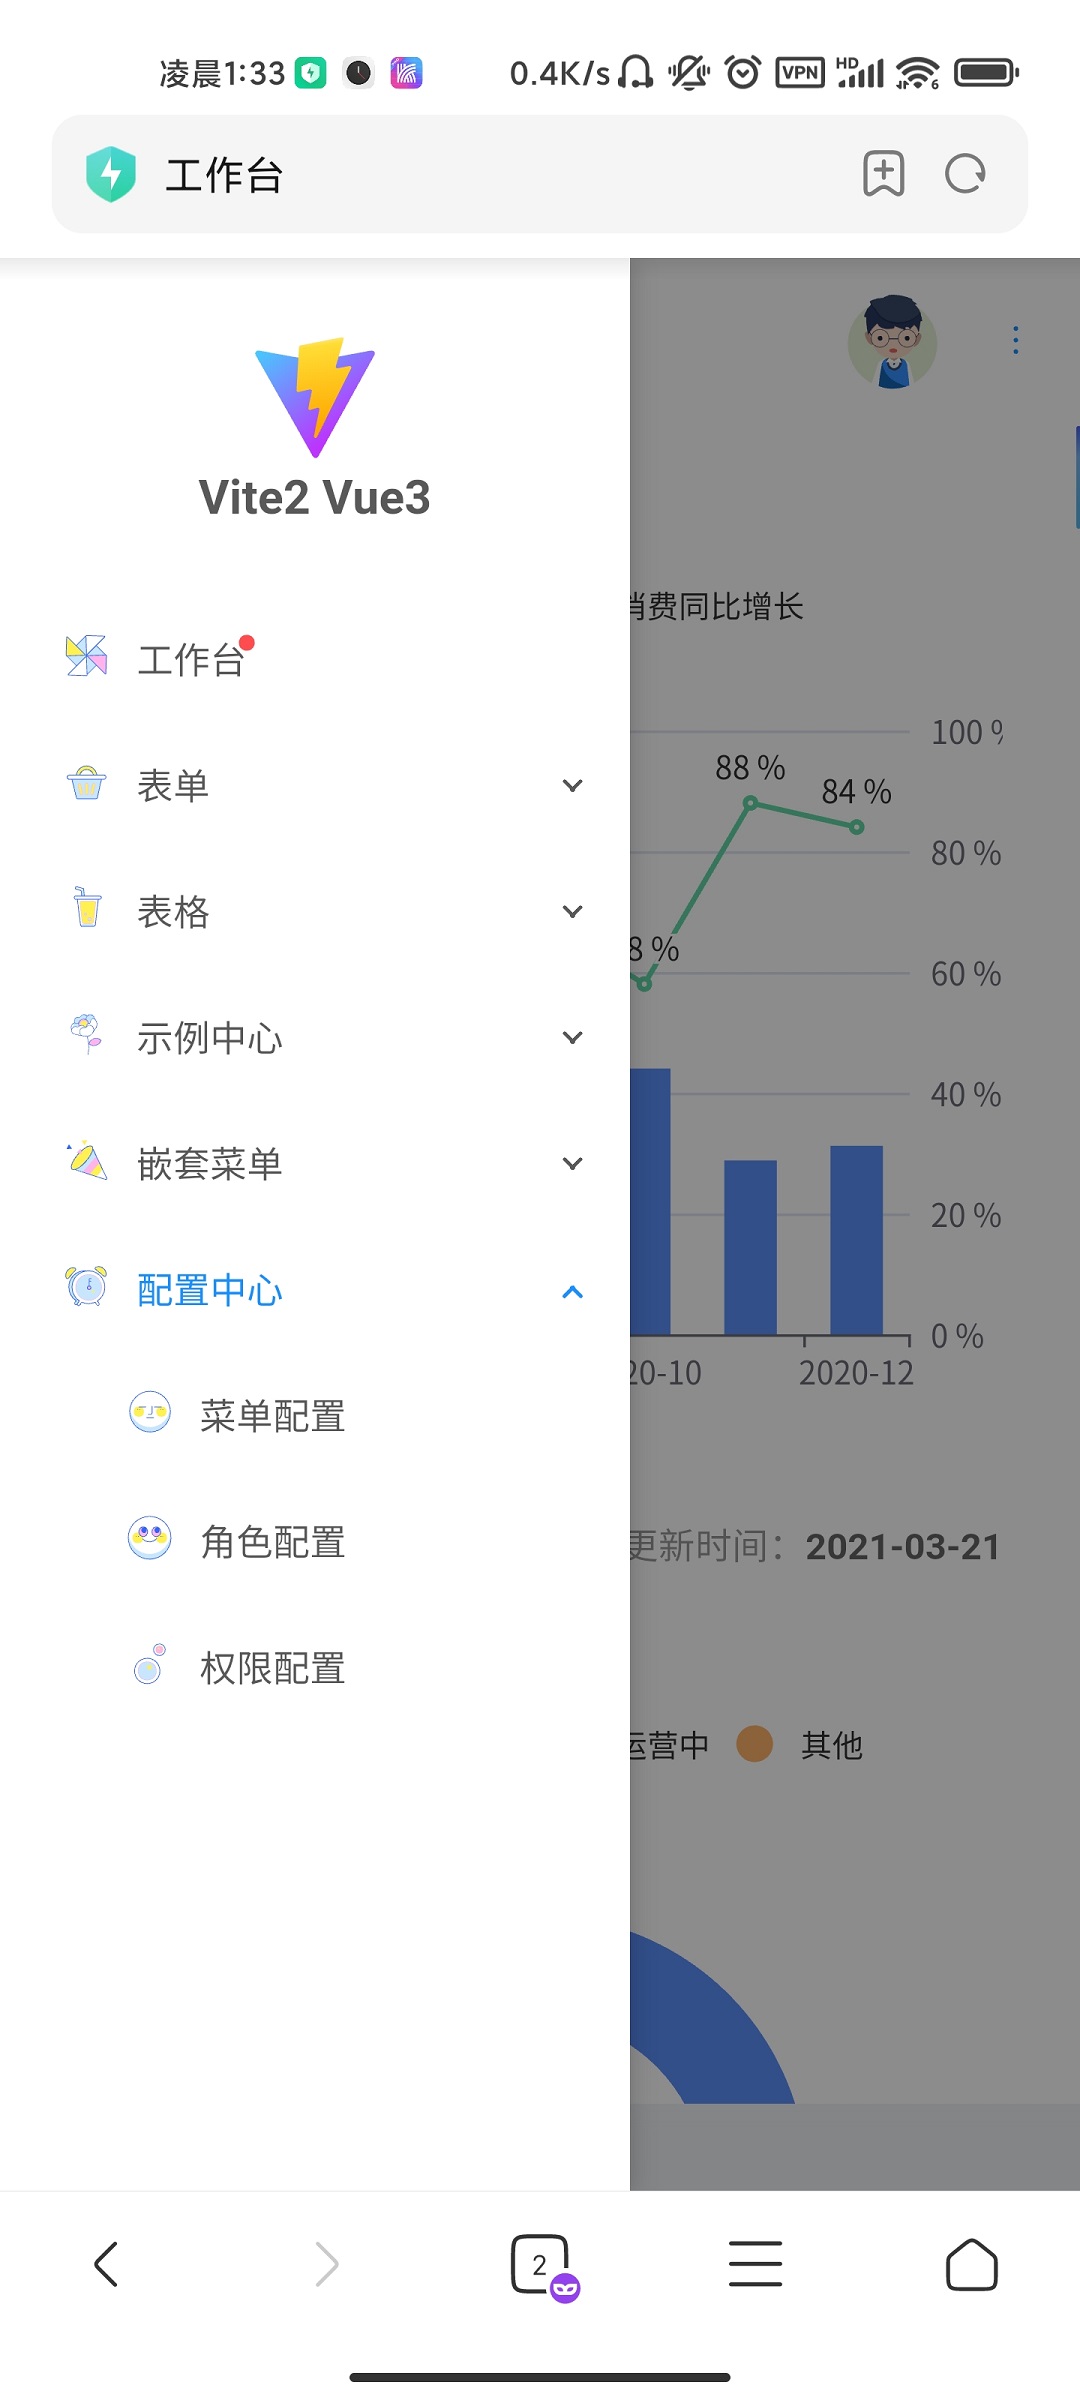 凌晨1:33
0.4K/s
VPN
HD
6
工作台
Vite2 Vue3
工作台
表单
表格
示例中心
嵌套菜单
配置中心
菜单配置
角色配置
权限配置
消费同比增长
100 %
88 %
84 %
80 %
8 %
60 %
40 %
20 %
0 %
20-10
2020-12
更新时间：2021-03-21
运营中
其他
2